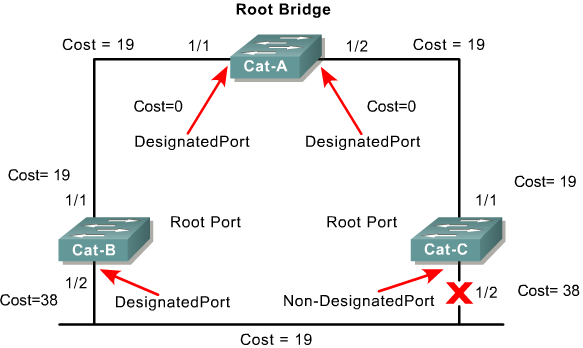 Root Bridge
Cost = 19
1/1
1/2
Cost = 19
Cat-A
Cost=0
Cost=0
DesignatedPort
DesignatedPort
Cost= 19
Cost= 19
1/1
1/1
Root Port
Root Port
Cat-B
Cat-C
1/2
1/2
Cost=38
DesignatedPort
Non-DesignatedPort
Cost= 38
Cost = 19